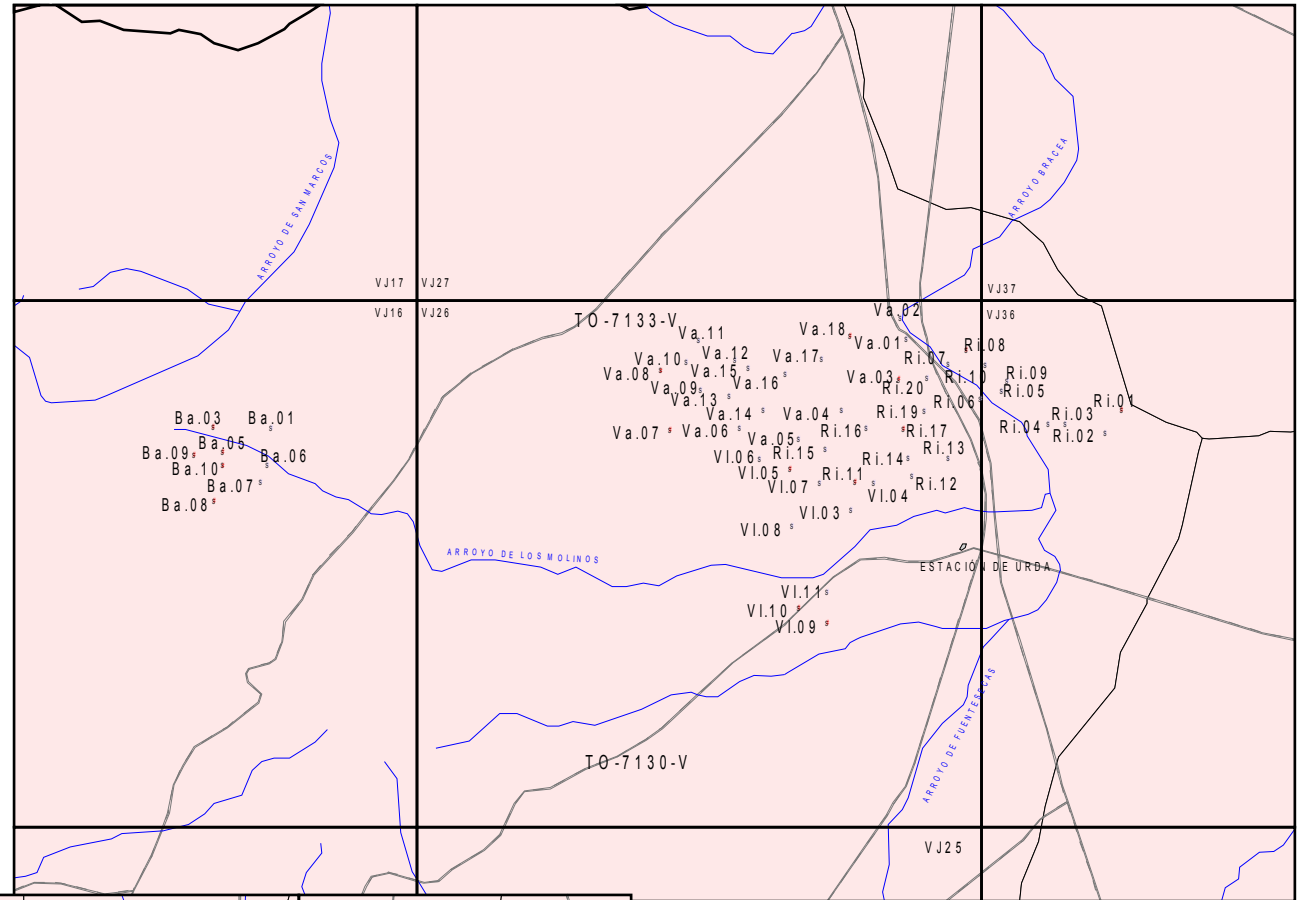 ARROYO DE SAN MARCOS
ARROYO BRACEA
VJ17 VJ27
VJ37
VJ16 VJ26
VJ36
TO-7133-V
Va.02
Va.11
Va.18
Va.01
Ri.08
Va.10
Va.12
Va.17
Ri.07
Va.08
Va.15
Va.16
Va.03
Ri.10
Ri.09
Va.09
Ri.20
Ri.05
Va.13
Ri.06
Ri.01
Va.14
Va.04
Ri.19
Ri.03
Ba.03
Ba.01
Va.07
Va.06
Ri.16
Ri.17
Ri.04
Ri.02
Ba.05
Va.05
Ri.13
Ba.09
Ba.06
Vl.06
Ri.15
Ri.14
Ba.10
Vl.05
Ri.11
Ba.07
Vl.07
Ri.12
Vl.04
Ba.08
Vl.03
Vl.08
ARROYO DE LOS MOLINOS
ESTACIÓN DE URDA
Vl.11
Vl.10
Vl.09
ARROYO DE FUENTESECAS
TO-7130-V
VJ25